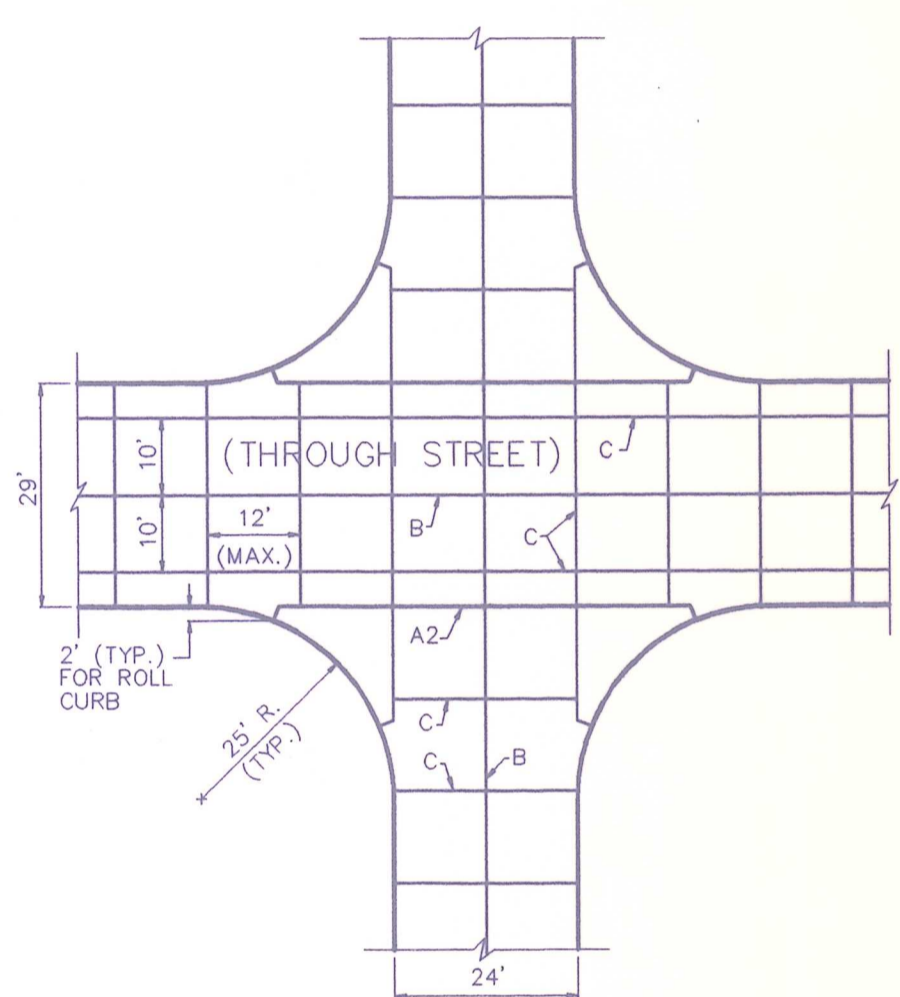 29'
10'
(THROUGH STREET)
C
10'
12'
(MAX.)
B
C
2' (TYP.)
FOR ROLL
CURB
A2
25' R.
(TYP.)
C
C
B
24'